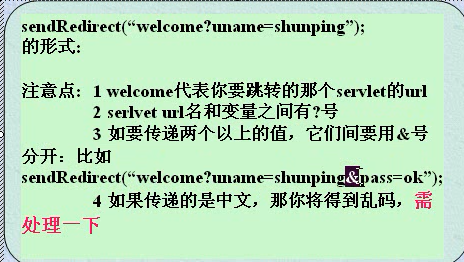 sendRedirect(“welcome?uname=shunping”);
的形式：
注意点：1 welcome代表你要跳转的那个servlet的url
2 serlvet url名和变量之间有?号
3 如要传递两个以上的值，它们间要用&号
分开：比如
sendRedirect(“welcome?uname=shunping&pass=ok”);
4 如果传递的是中文，那你将得到乱码，需
处理一下